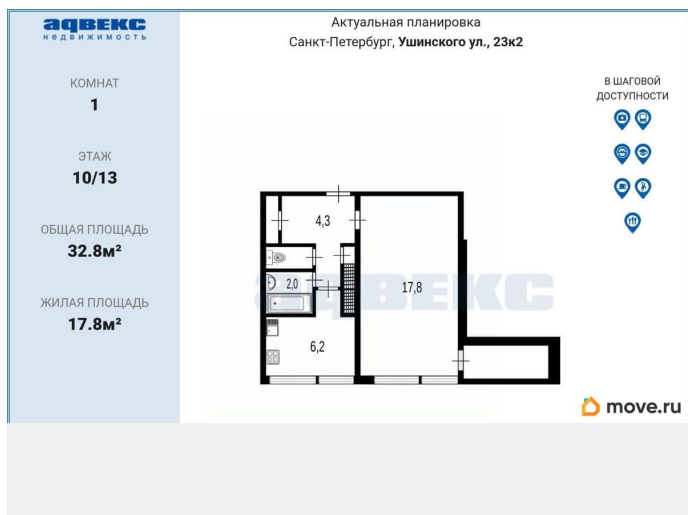 адвекс
НЕДВИЖИМОСТЬ
КОМНАТ
1
ЭТАЖ
10/13
ОБЩАЯ ПЛОЩАДЬ
32.8м²
ЖИЛАЯ ПЛОЩАДЬ
17.8м²
Актуальная планировка
Санкт-Петербург, Ушинского ул., 23к2
В ШАГОВОЙ
ДОСТУПНОСТИ
4,3
2,0
17,8
6,2
адвекс
move.ru